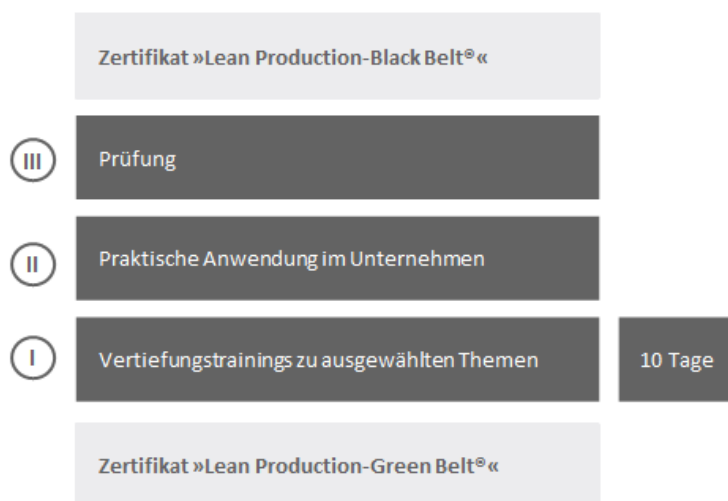 Zertifikat »Lean Production-Black Belt®«
III
Prüfung
II
Praktische Anwendung im Unternehmen
I
Vertiefungstrainings zu ausgewählten Themen
10 Tage
Zertifikat »Lean Production-Green Belt®«